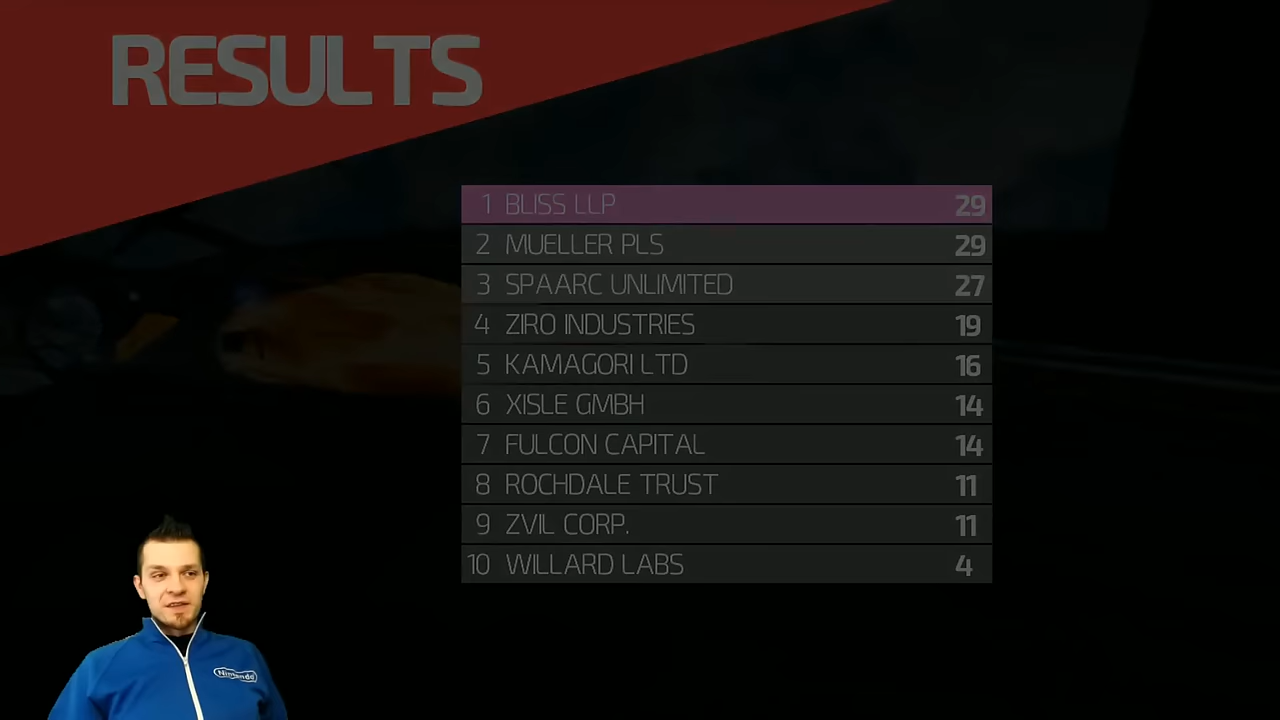 RESULTS
1 BLISS LLP 29
2 MUELLER PLS 29
3 SPAARC UNLIMITED 27
4 ZIRO INDUSTRIES 19
5 KAMAGORI LTD 16
6 XISLE GMBH 14
7 FULCON CAPITAL 14
8 ROCHDALE TRUST 11
9 ZVIL CORP. 11
10 WILLARD LABS 4
Nintendo